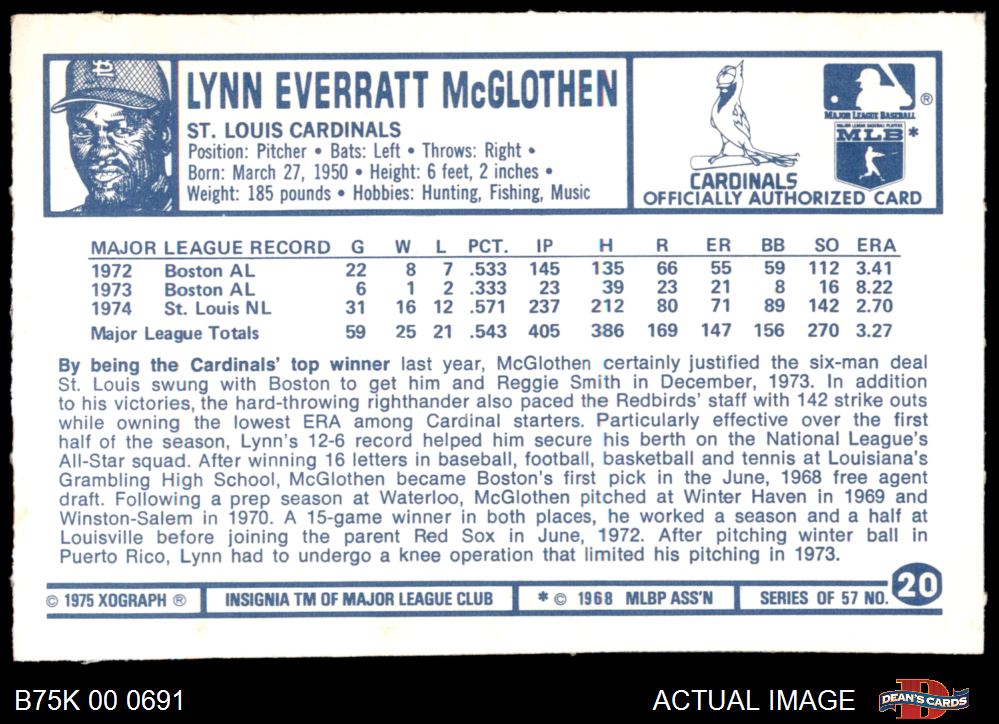 LYNN EVERRATT McGLOTHEN
ST. LOUIS CARDINALS
Position: Pitcher • Bats: Left • Throws: Right •
Born: March 27, 1950 • Height: 6 feet, 2 inches •
Weight: 185 pounds • Hobbies: Hunting, Fishing, Music
CARDINALS
MAJOR LEAGUE BASEBALL ®
MAJOR LEAGUE BASEBALL PLAYERS
MLB *
OFFICIALLY AUTHORIZED CARD
MAJOR LEAGUE RECORD G W L PCT. IP H R ER BB SO ERA
1972 Boston AL 22 8 7 .533 145 135 66 55 59 112 3.41
1973 Boston AL 6 1 2 .333 23 39 23 21 8 16 8.22
1974 St. Louis NL 31 16 12 .571 237 212 80 71 89 142 2.70
Major League Totals 59 25 21 .543 405 386 169 147 156 270 3.27
By being the Cardinals' top winner last year, McGlothen certainly justified the six-man deal
St. Louis swung with Boston to get him and Reggie Smith in December, 1973. In addition
to his victories, the hard-throwing righthander also paced the Redbirds' staff with 142 strike outs
while owning the lowest ERA among Cardinal starters. Particularly effective over the first
half of the season, Lynn's 12-6 record helped him secure his berth on the National League's
All-Star squad. After winning 16 letters in baseball, football, basketball and tennis at Louisiana's
Grambling High School, McGlothen became Boston's first pick in the June, 1968 free agent
draft. Following a prep season at Waterloo, McGlothen pitched at Winter Haven in 1969 and
Winston-Salem in 1970. A 15-game winner in both places, he worked a season and a half at
Louisville before joining the parent Red Sox in June, 1972. After pitching winter ball in
Puerto Rico, Lynn had to undergo a knee operation that limited his pitching in 1973.
© 1975 XOGRAPH ® INSIGNIA TM OF MAJOR LEAGUE CLUB * © 1968 MLBP ASS'N SERIES OF 57 NO. 20
B75K 00 0691 ACTUAL IMAGE DEAN'S CARDS